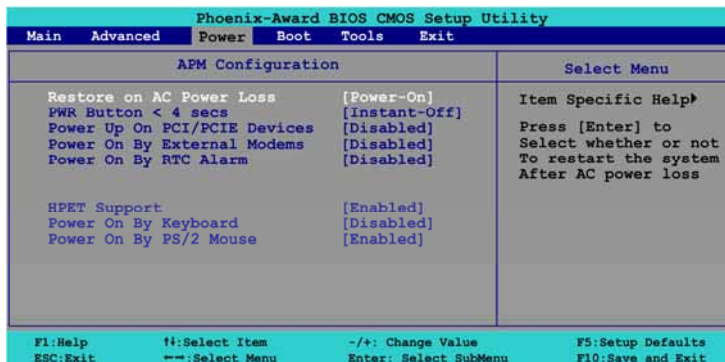 Phoenix-Award BIOS CMOS Setup Utility
Main Advanced Power Boot Tools Exit
APM Configuration
Select Menu
Restore on AC Power Loss [Power-On]
PWR Button < 4 secs [Instant-Off]
Power Up On PCI/PCIE Devices [Disabled]
Power On By External Modems [Disabled]
Power On By RTC Alarm [Disabled]
HPET Support [Enabled]
Power On By Keyboard [Disabled]
Power On By PS/2 Mouse [Enabled]
Item Specific Help▸
Press [Enter] to
Select whether or not
To restart the system
After AC power loss
F1:Help ↑↓:Select Item -/+: Change Value F5:Setup Defaults
ESC:Exit ←→:Select Menu Enter: Select SubMenu F10:Save and Exit